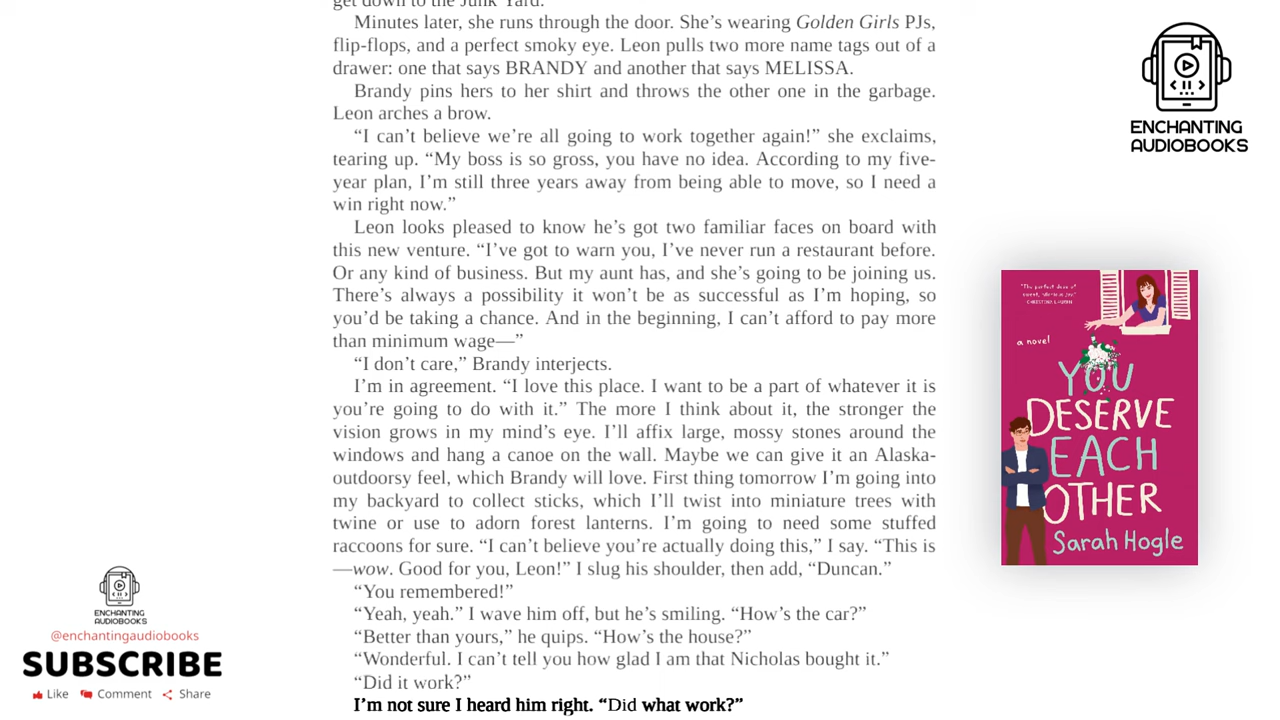 get down to the Junk Yard.
Minutes later, she runs through the door. She’s wearing Golden Girls PJs,
flip-flops, and a perfect smoky eye. Leon pulls two more name tags out of a
drawer: one that says BRANDY and another that says MELISSA.
Brandy pins hers to her shirt and throws the other one in the garbage.
Leon arches a brow.
“I can’t believe we’re all going to work together again!” she exclaims,
tearing up. “My boss is so gross, you have no idea. According to my five-
year plan, I’m still three years away from being able to move, so I need a
win right now.”
Leon looks pleased to know he’s got two familiar faces on board with
this new venture. “I’ve got to warn you, I’ve never run a restaurant before.
Or any kind of business. But my aunt has, and she’s going to be joining us.
There’s always a possibility it won’t be as successful as I’m hoping, so
you’d be taking a chance. And in the beginning, I can’t afford to pay more
than minimum wage—”
“I don’t care,” Brandy interjects.
I’m in agreement. “I love this place. I want to be a part of whatever it is
you’re going to do with it.” The more I think about it, the stronger the
vision grows in my mind’s eye. I’ll affix large, mossy stones around the
windows and hang a canoe on the wall. Maybe we can give it an Alaska-
outdoorsy feel, which Brandy will love. First thing tomorrow I’m going into
my backyard to collect sticks, which I’ll twist into miniature trees with
twine or use to adorn forest lanterns. I’m going to need some stuffed
raccoons for sure. “I can’t believe you’re actually doing this,” I say. “This is
—wow. Good for you, Leon!” I slug his shoulder, then add, “Duncan.”
“You remembered!”
“Yeah, yeah.” I wave him off, but he’s smiling. “How’s the car?”
“Better than yours,” he quips. “How’s the house?”
“Wonderful. I can’t tell you how glad I am that Nicholas bought it.”
“Did it work?”
I’m not sure I heard him right. “Did what work?”
ENCHANTING
AUDIOBOOKS
"The perfect dose of
CHRISTINA LAUREN
a novel
YOU
DESERVE
EACH
OTHER
Sarah Hogle
ENCHANTING
AUDIOBOOKS
@enchantingaudiobooks
SUBSCRIBE
Like Comment Share